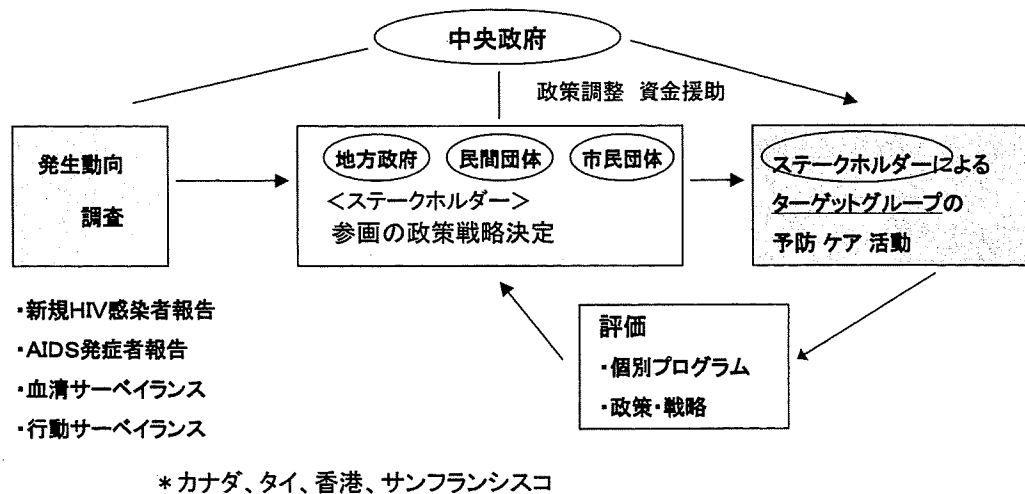 中央政府
政策調整 資金援助
発生動向
調査
地方政府 民間団体 市民団体
<ステークホルダー>
参画の政策戦略決定
ステークホルダーによる
ターゲットグループの
予防 ケア 活動
・新規HIV感染者報告
・AIDS発症者報告
・血清サーベイランス
・行動サーベイランス
評価
・個別プログラム
・政策・戦略
*カナダ、タイ、香港、サンフランシスコ